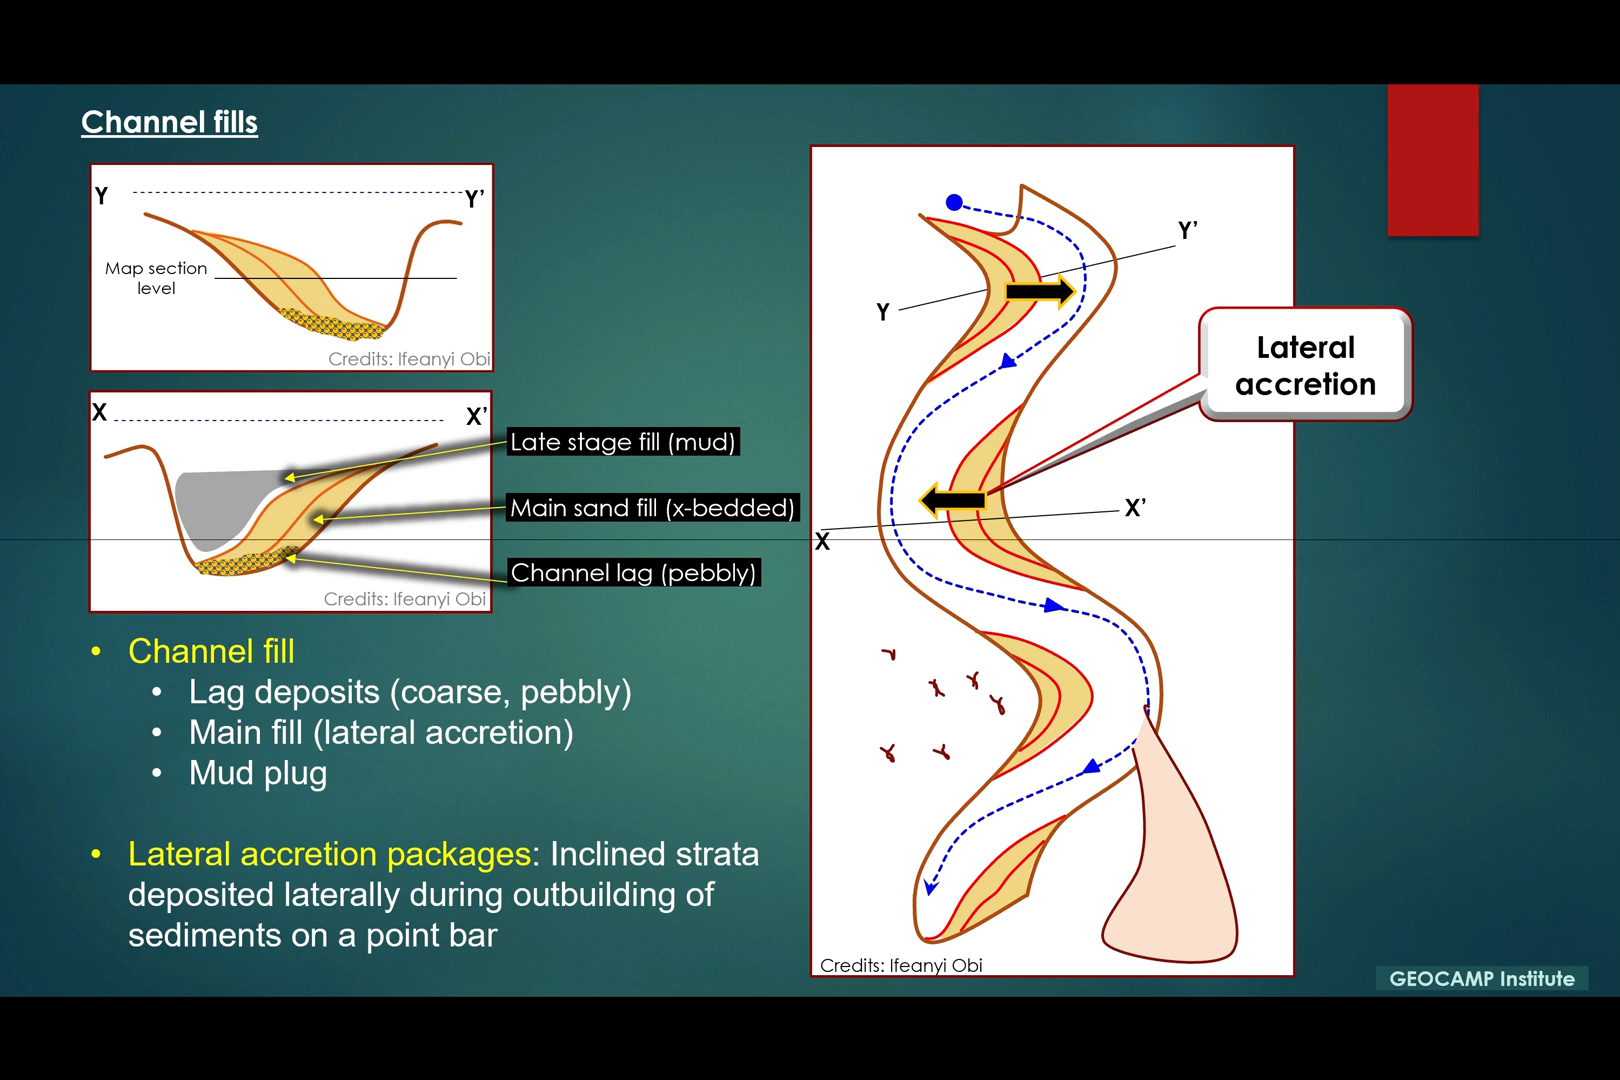 Channel fills
Y
Y'
Map section
level
Credits: Ifeanyi Obi
X
X'
Late stage fill (mud)
Main sand fill (x-bedded)
Channel lag (pebbly)
Credits: Ifeanyi Obi
• Channel fill
• Lag deposits (coarse, pebbly)
• Main fill (lateral accretion)
• Mud plug
• Lateral accretion packages: Inclined strata
deposited laterally during outbuilding of
sediments on a point bar
Y'
Y
Lateral
accretion
X'
X
Credits: Ifeanyi Obi
GEOCAMP Institute